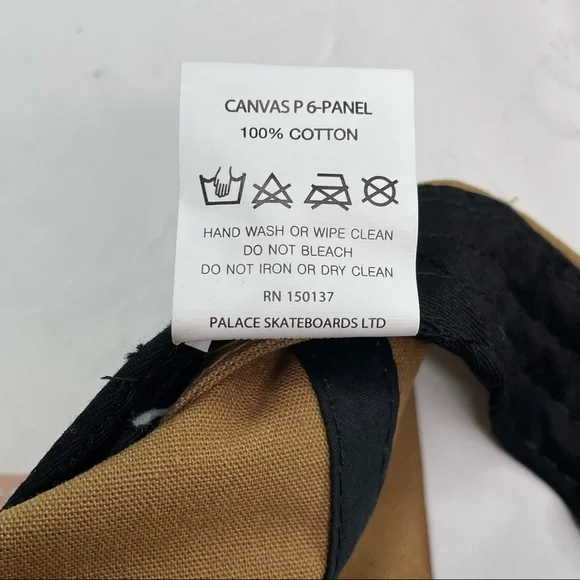 CANVAS P 6-PANEL
100% COTTON
HAND WASH OR WIPE CLEAN
DO NOT BLEACH
DO NOT IRON OR DRY CLEAN
RN 150137
PALACE SKATEBOARDS LTD